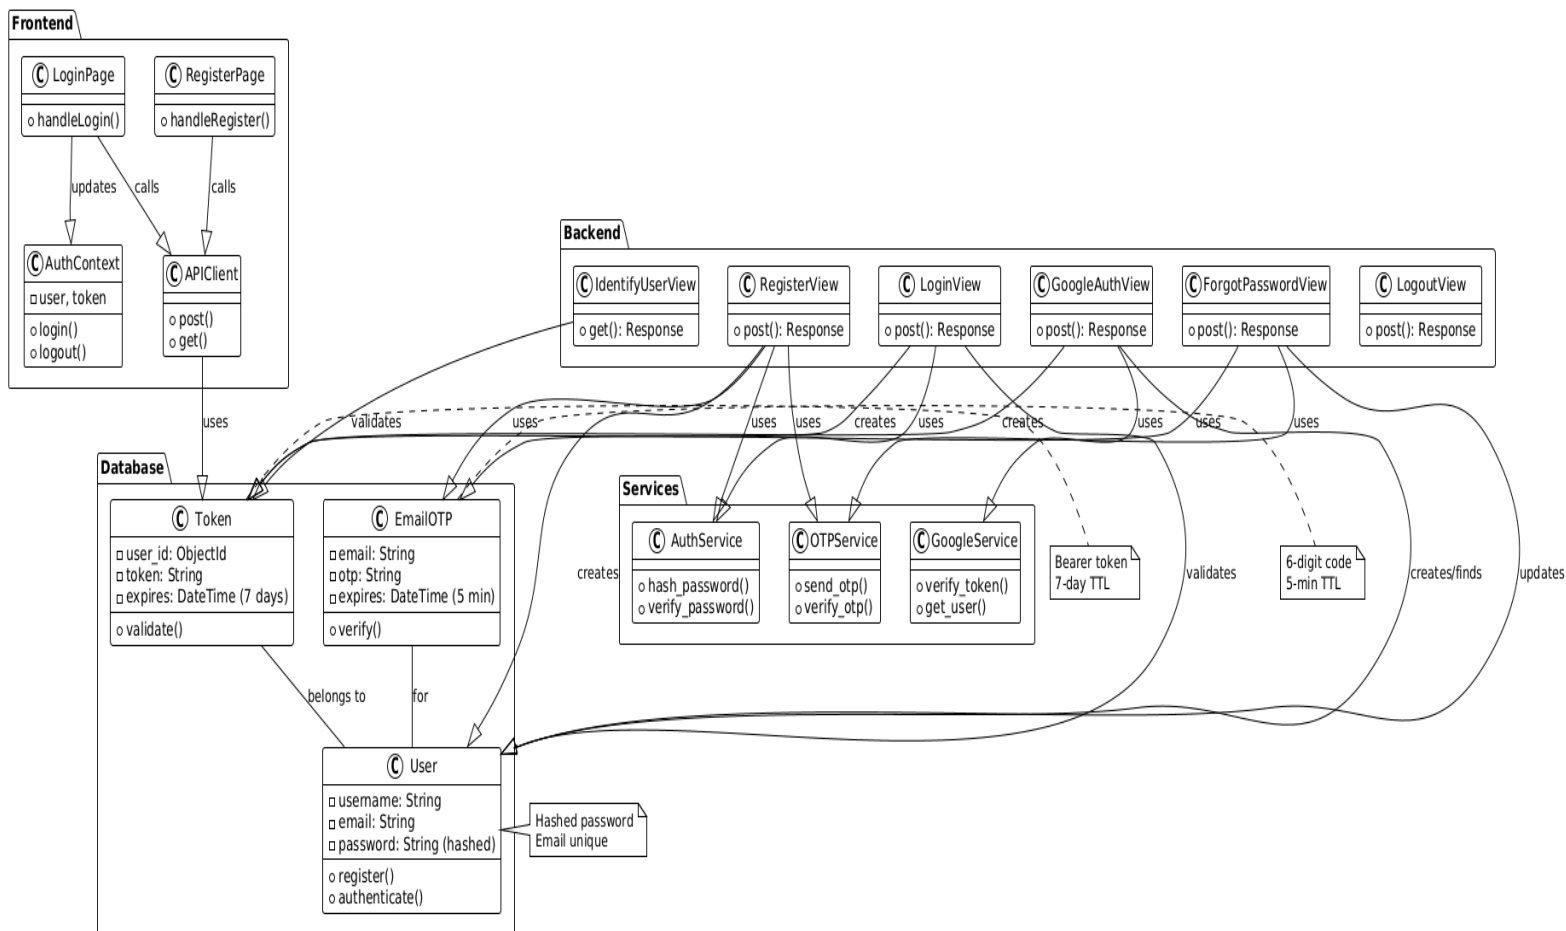 Frontend
LoginPage
handleLogin()
RegisterPage
handleRegister()
updates
calls
calls
AuthContext
user, token
login()
logout()
APIClient
post()
get()
Backend
IdentifyUserView
get(): Response
RegisterView
post(): Response
LoginView
post(): Response
GoogleAuthView
post(): Response
ForgotPasswordView
post(): Response
LogoutView
post(): Response
uses
validates
uses
uses
uses
creates
uses
creates
uses
uses
uses
Database
Token
user_id: ObjectId
token: String
expires: DateTime (7 days)
validate()
EmailOTP
email: String
otp: String
expires: DateTime (5 min)
verify()
Services
AuthService
hash_password()
verify_password()
OTPService
send_otp()
verify_otp()
GoogleService
verify_token()
get_user()
Bearer token
7-day TTL
6-digit code
5-min TTL
creates
validates
creates/finds
updates
belongs to
for
User
username: String
email: String
password: String (hashed)
register()
authenticate()
Hashed password
Email unique